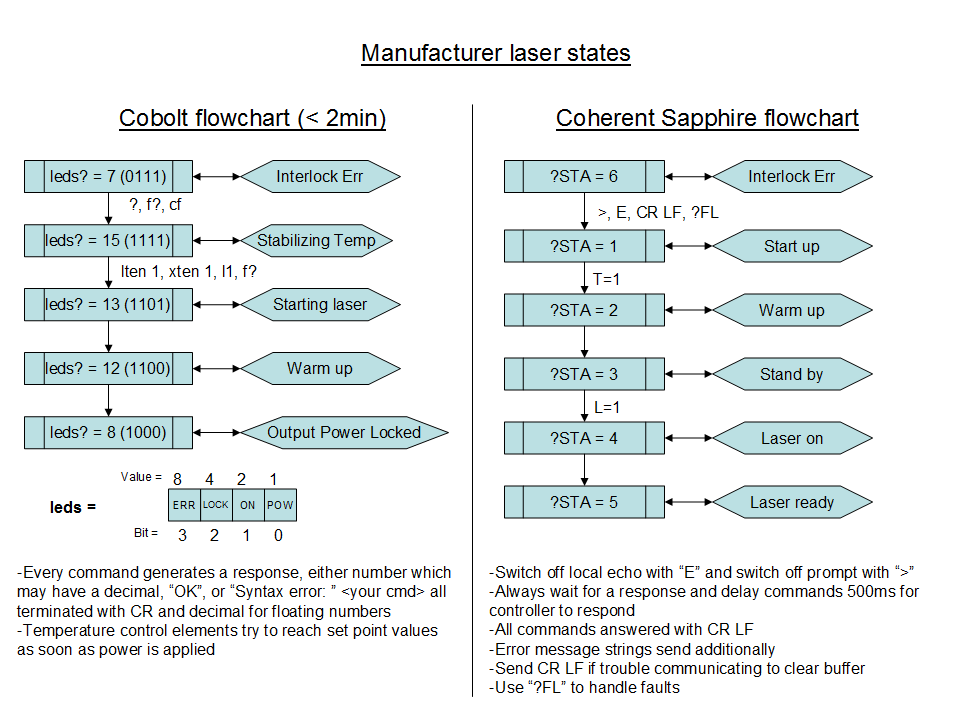 Manufacturer laser states
Cobolt flowchart (< 2min)
leds? = 7 (0111)
Interlock Err
?, f?, cf
leds? = 15 (1111)
Stabilizing Temp
lten 1, xten 1, l1, f?
leds? = 13 (1101)
Starting laser
leds? = 12 (1100)
Warm up
leds? = 8 (1000)
Output Power Locked
Value = 8 4 2 1
leds = ERR LOCK ON POW
Bit = 3 2 1 0
-Every command generates a response, either number which
may have a decimal, “OK”, or “Syntax error: ” <your cmd> all
terminated with CR and decimal for floating numbers
-Temperature control elements try to reach set point values
as soon as power is applied
Coherent Sapphire flowchart
?STA = 6
Interlock Err
>, E, CR LF, ?FL
?STA = 1
Start up
T=1
?STA = 2
Warm up
?STA = 3
Stand by
L=1
?STA = 4
Laser on
?STA = 5
Laser ready
-Switch off local echo with “E” and switch off prompt with “>”
-Always wait for a response and delay commands 500ms for
controller to respond
-All commands answered with CR LF
-Error message strings send additionally
-Send CR LF if trouble communicating to clear buffer
-Use “?FL” to handle faults